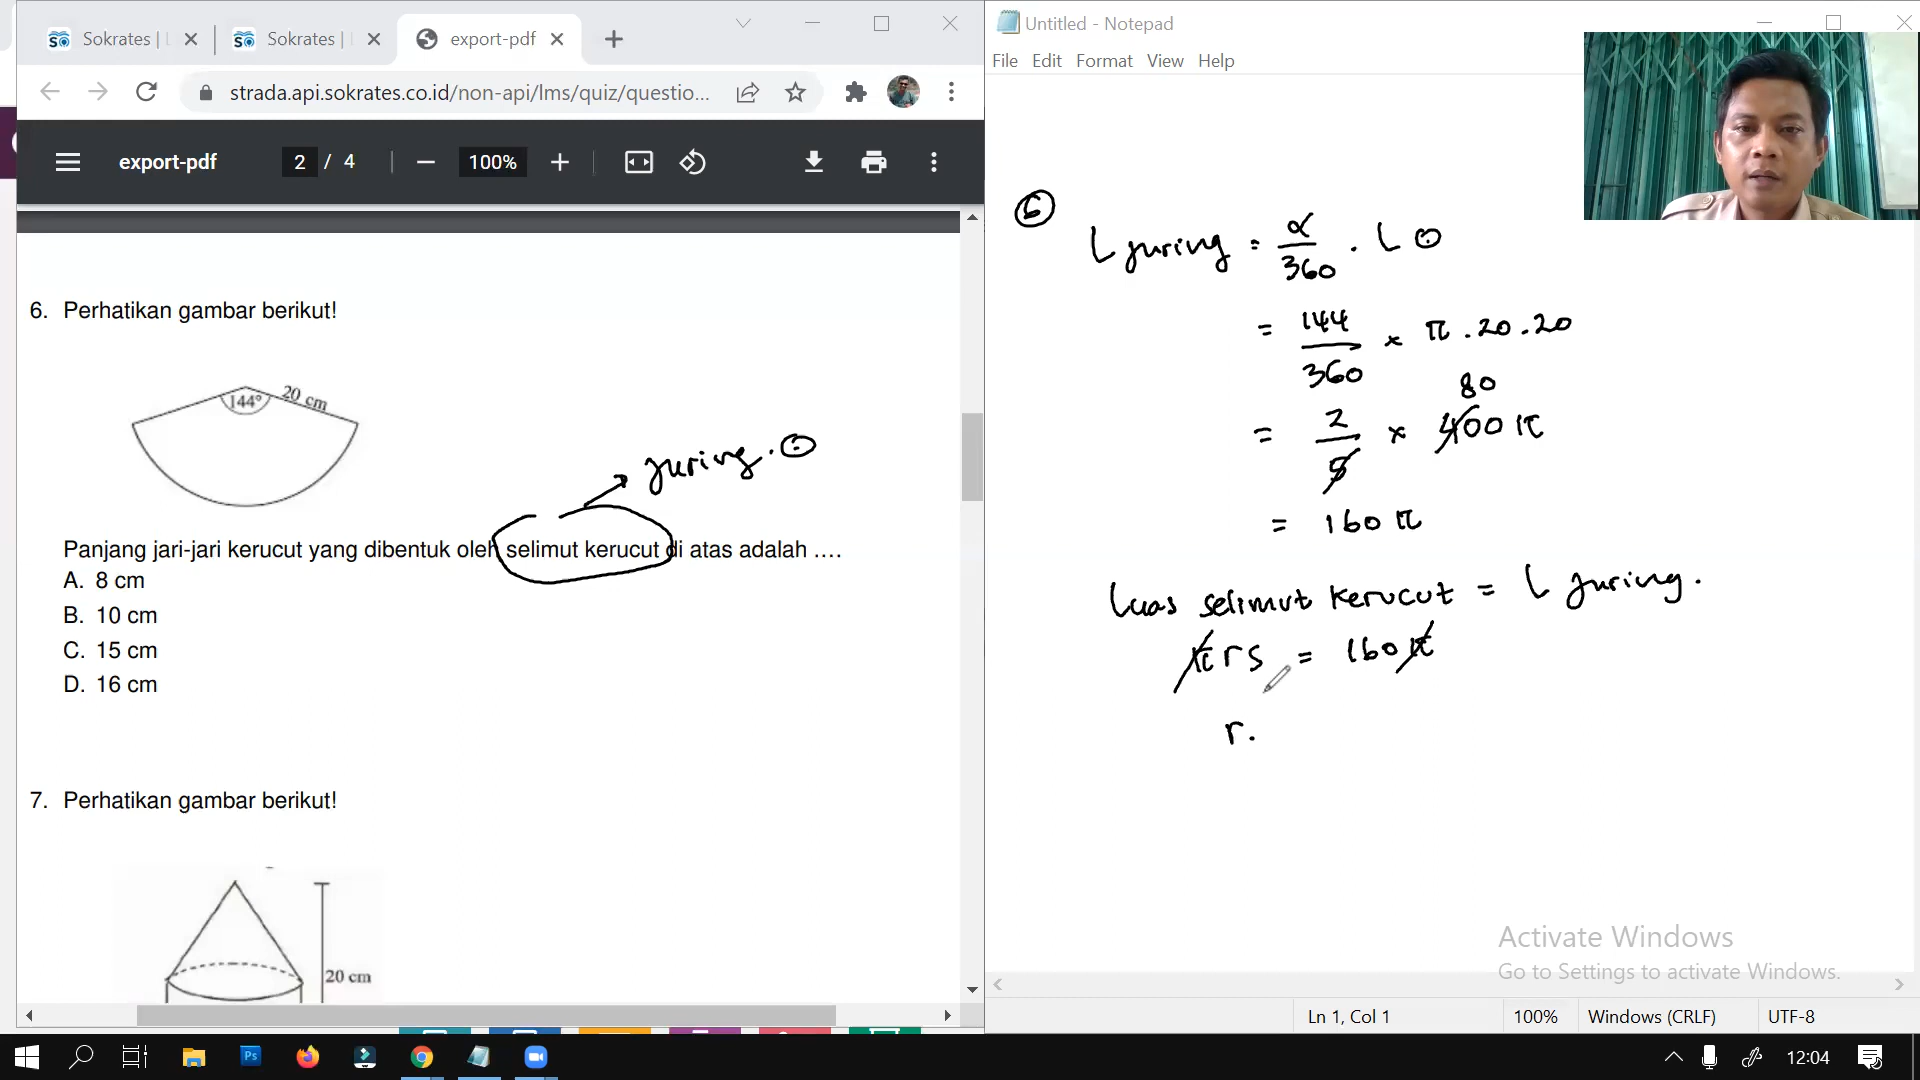 Sokrates |
Sokrates |
export-pdf
strada.api.sokrates.co.id/non-api/lms/quiz/questio...
export-pdf
2 / 4
100%
6. Perhatikan gambar berikut!
144°
20 cm
juring.
Panjang jari-jari kerucut yang dibentuk oleh selimut kerucut di atas adalah ....
A. 8 cm
B. 10 cm
C. 15 cm
D. 16 cm
7. Perhatikan gambar berikut!
20 cm
Untitled - Notepad
File Edit Format View Help
6
L juring = α/360 . L ⊙
= 144/360 × π . 20 . 20
80
= 2/5 × 400 π
= 160 π
Luas selimut kerucut = L juring.
π r s = 160 π
r.
Activate Windows
Go to Settings to activate Windows.
Ln 1, Col 1
100%
Windows (CRLF)
UTF-8
Ps
12:04